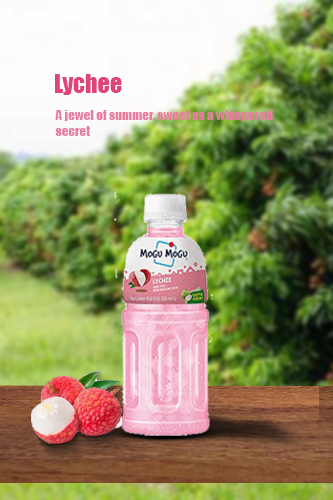 Lychee
A jewel of summer, sweet as a whispered
secret
MOGU MOGU
LYCHEE